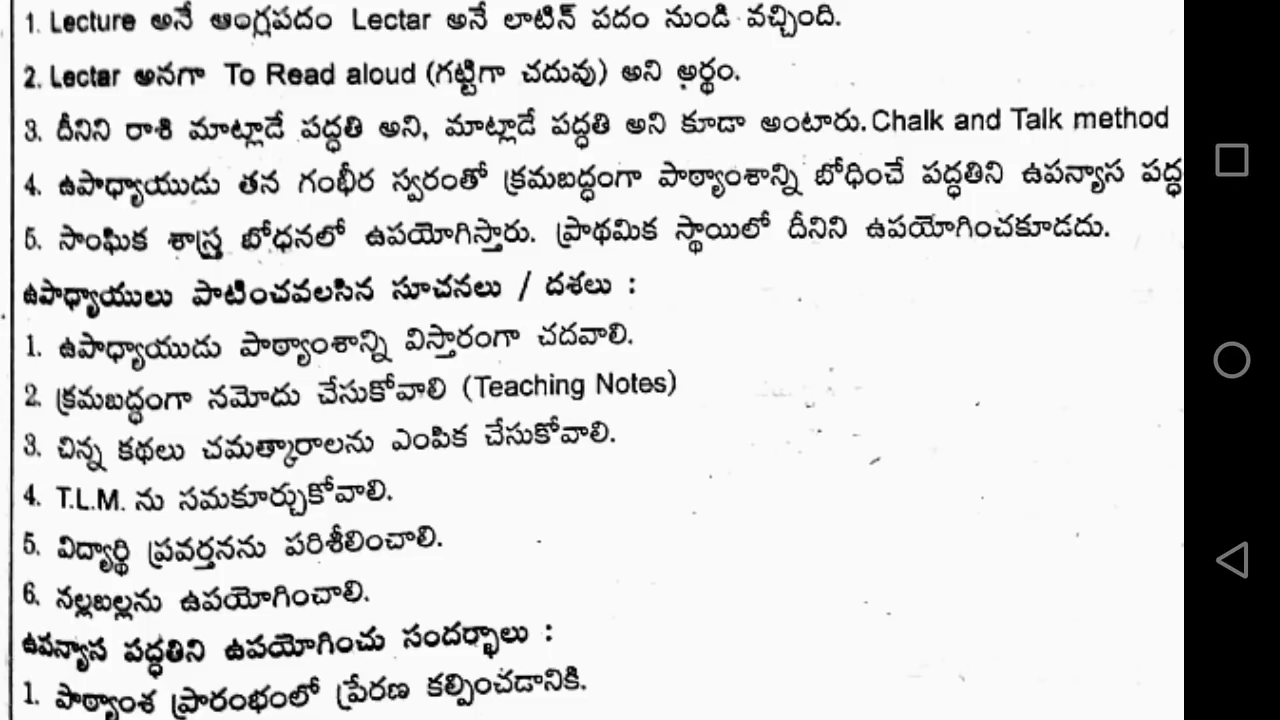 1. Lecture అనే ఆంగ్లపదం Lectar అనే లాటిన్ పదం నుండి వచ్చింది.
2. Lectar అనగా To Read aloud (గట్టిగా చదువు) అని అర్థం.
3. దీనిని రాశి మాట్లాడే పద్ధతి అని, మాట్లాడే పద్ధతి అని కూడా అంటారు. Chalk and Talk method
4. ఉపాధ్యాయుడు తన గంభీర స్వరంతో క్రమబద్ధంగా పాఠ్యాంశాన్ని బోధించే పద్ధతిని ఉపన్యాస పద్ధ
5. సాంఘిక శాస్త్ర బోధనలో ఉపయోగిస్తారు. ప్రాథమిక స్థాయిలో దీనిని ఉపయోగించకూడదు.
ఉపాధ్యాయులు పాటించవలసిన సూచనలు / దశలు :
1. ఉపాధ్యాయుడు పాఠ్యాంశాన్ని విస్తారంగా చదవాలి.
2. క్రమబద్ధంగా నమోదు చేసుకోవాలి (Teaching Notes)
3. చిన్న కథలు చమత్కారాలను ఎంపిక చేసుకోవాలి.
4. T.L.M. ను సమకూర్చుకోవాలి.
5. విద్యార్థి ప్రవర్తనను పరిశీలించాలి.
6. నల్లబల్లను ఉపయోగించాలి.
ఉపన్యాస పద్ధతిని ఉపయోగించు సందర్భాలు :
1. పాఠ్యాంశ ప్రారంభంలో ప్రేరణ కల్పించడానికి.